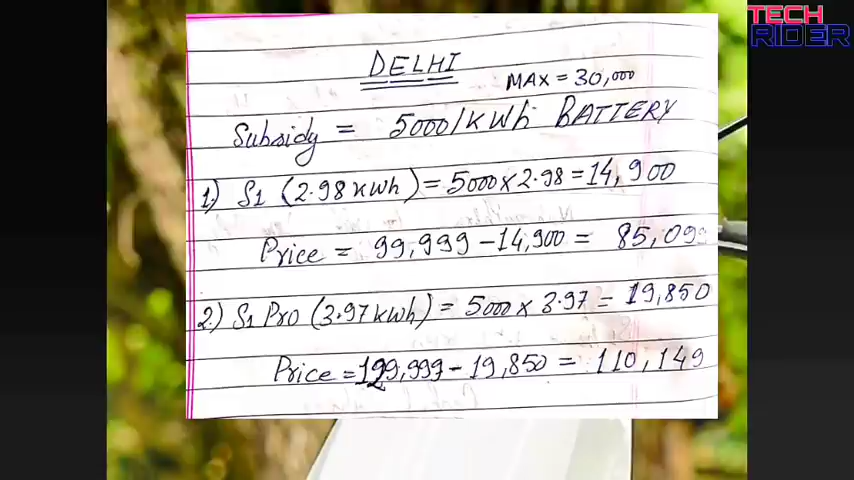 TECH
RIDER
DELHI
MAX = 30,000
Subsidy = 5000/KWh BATTERY
1.) S1 (2.98 KWh) = 5000 x 2.98 = 14,900
Price = 99,999 - 14,900 = 85,099
2.) S1 Pro (3.97 KWh) = 5000 x 3.97 = 19,850
Price = 129,999 - 19,850 = 110,149